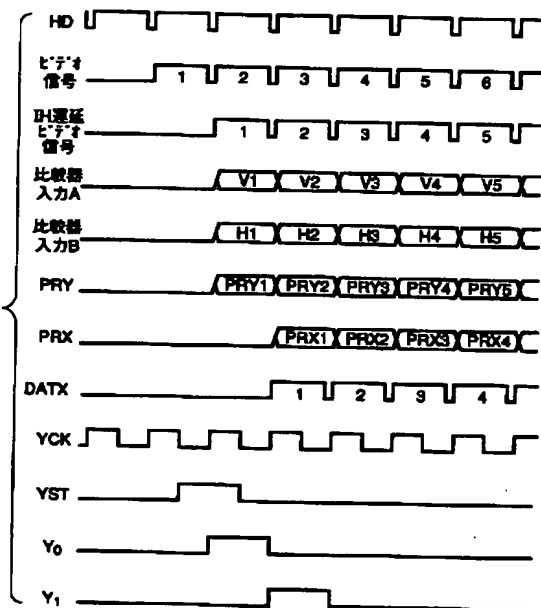 HD
ビデオ
信号
1 2 3 4 5 6
1H遅延
ビデオ
信号
1 2 3 4 5
比較器
入力A
V1 V2 V3 V4 V5
比較器
入力B
H1 H2 H3 H4 H5
PRY
PRY1 PRY2 PRY3 PRY4 PRY5
PRX
PRX1 PRX2 PRX3 PRX4
DATX
1 2 3 4
YCK
YST
Y0
Y1